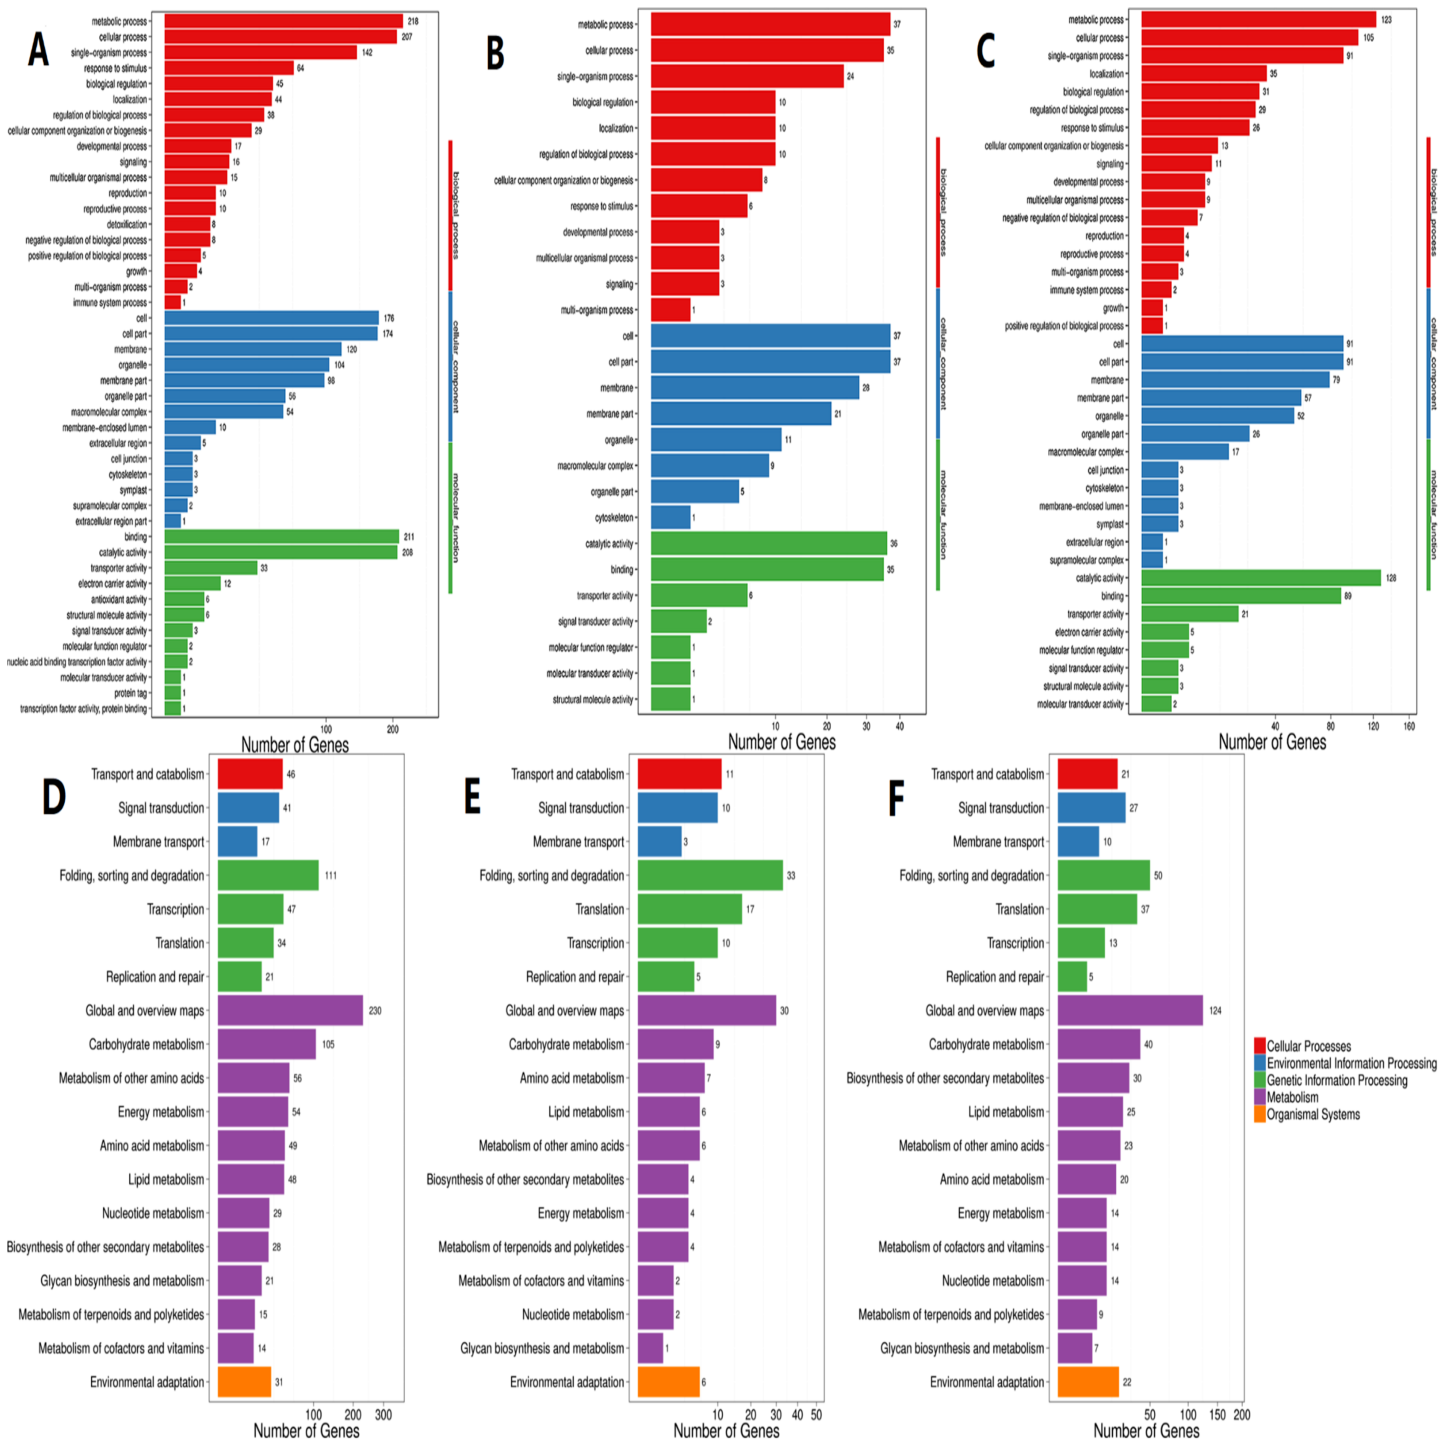 A
metabolic process 218
cellular process 207
single-organism process 142
response to stimulus 64
biological regulation 45
localization 44
regulation of biological process 38
cellular component organization or biogenesis 29
developmental process 17
signaling 16
multicellular organismal process 15
reproduction 10
reproductive process 10
detoxification 8
negative regulation of biological process 8
positive regulation of biological process 5
growth 4
multi-organism process 2
immune system process 1
cell 176
cell part 174
membrane 120
organelle 104
membrane part 98
organelle part 56
macromolecular complex 54
membrane-enclosed lumen 10
extracellular region 5
cell junction 3
cytoskeleton 3
symplast 3
supramolecular complex 2
extracellular region part 1
binding 211
catalytic activity 208
transporter activity 33
electron carrier activity 12
antioxidant activity 6
structural molecule activity 6
signal transducer activity 3
molecular function regulator 2
nucleic acid binding transcription factor activity 2
molecular transducer activity 1
protein tag 1
transcription factor activity, protein binding 1
100 200
Number of Genes
biological_process
cellular_component
molecular_function
B
metabolic process 37
cellular process 35
single-organism process 24
biological regulation 10
localization 10
regulation of biological process 10
cellular component organization or biogenesis 8
response to stimulus 6
developmental process 3
multicellular organismal process 3
signaling 3
multi-organism process 1
cell 37
cell part 37
membrane 28
membrane part 21
organelle 11
macromolecular complex 9
organelle part 5
cytoskeleton 1
catalytic activity 36
binding 35
transporter activity 6
signal transducer activity 2
molecular function regulator 1
molecular transducer activity 1
structural molecule activity 1
10 20 30 40
Number of Genes
biological_process
cellular_component
molecular_function
C
metabolic process 123
cellular process 105
single-organism process 91
localization 35
biological regulation 31
regulation of biological process 29
response to stimulus 26
cellular component organization or biogenesis 13
signaling 11
developmental process 9
multicellular organismal process 9
negative regulation of biological process 7
reproduction 4
reproductive process 4
multi-organism process 3
immune system process 2
growth 1
positive regulation of biological process 1
cell 91
cell part 91
membrane 79
membrane part 57
organelle 52
organelle part 26
macromolecular complex 17
cell junction 3
cytoskeleton 3
membrane-enclosed lumen 3
symplast 3
extracellular region 1
supramolecular complex 1
catalytic activity 128
binding 89
transporter activity 21
electron carrier activity 5
molecular function regulator 5
signal transducer activity 3
structural molecule activity 3
molecular transducer activity 2
40 80 120 160
Number of Genes
biological_process
cellular_component
molecular_function
D
Transport and catabolism 46
Signal transduction 41
Membrane transport 17
Folding, sorting and degradation 111
Transcription 47
Translation 34
Replication and repair 21
Global and overview maps 230
Carbohydrate metabolism 105
Metabolism of other amino acids 56
Energy metabolism 54
Amino acid metabolism 49
Lipid metabolism 48
Nucleotide metabolism 29
Biosynthesis of other secondary metabolites 28
Glycan biosynthesis and metabolism 21
Metabolism of terpenoids and polyketides 15
Metabolism of cofactors and vitamins 14
Environmental adaptation 31
100 200 300
Number of Genes
E
Transport and catabolism 11
Signal transduction 10
Membrane transport 3
Folding, sorting and degradation 33
Translation 17
Transcription 10
Replication and repair 5
Global and overview maps 30
Carbohydrate metabolism 9
Amino acid metabolism 7
Lipid metabolism 6
Metabolism of other amino acids 6
Biosynthesis of other secondary metabolites 4
Energy metabolism 4
Metabolism of terpenoids and polyketides 4
Metabolism of cofactors and vitamins 2
Nucleotide metabolism 2
Glycan biosynthesis and metabolism 1
Environmental adaptation 6
10 20 30 40 50
Number of Genes
F
Transport and catabolism 21
Signal transduction 27
Membrane transport 10
Folding, sorting and degradation 50
Translation 37
Transcription 13
Replication and repair 5
Global and overview maps 124
Carbohydrate metabolism 40
Biosynthesis of other secondary metabolites 30
Lipid metabolism 25
Metabolism of other amino acids 23
Amino acid metabolism 20
Energy metabolism 14
Metabolism of cofactors and vitamins 14
Nucleotide metabolism 14
Metabolism of terpenoids and polyketides 9
Glycan biosynthesis and metabolism 7
Environmental adaptation 22
50 100 150 200
Number of Genes
Cellular Processes
Environmental Information Processing
Genetic Information Processing
Metabolism
Organismal Systems